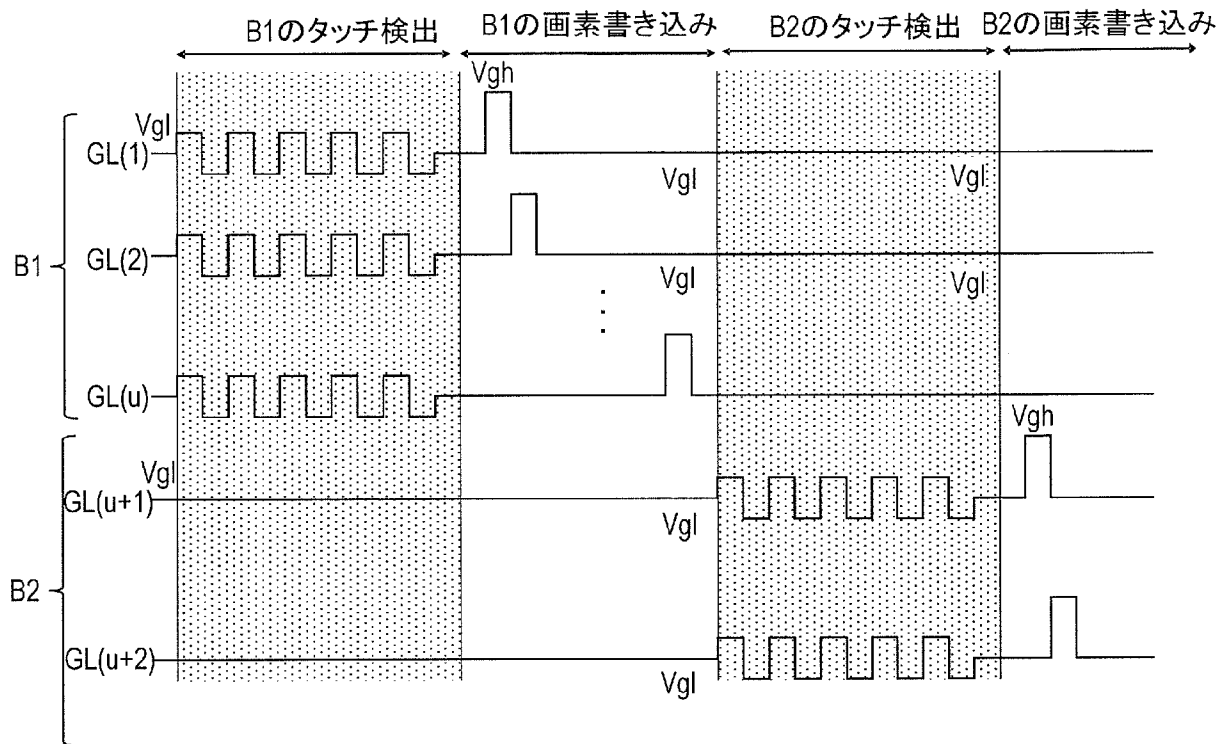 B1のタッチ検出 B1の画素書き込み B2のタッチ検出 B2の画素書き込み
Vgh
Vgl
GL(1)
Vgl Vgl
B1 GL(2)
Vgl Vgl
GL(u)
Vgh
Vgl
GL(u+1)
Vgl
B2
GL(u+2)
Vgl